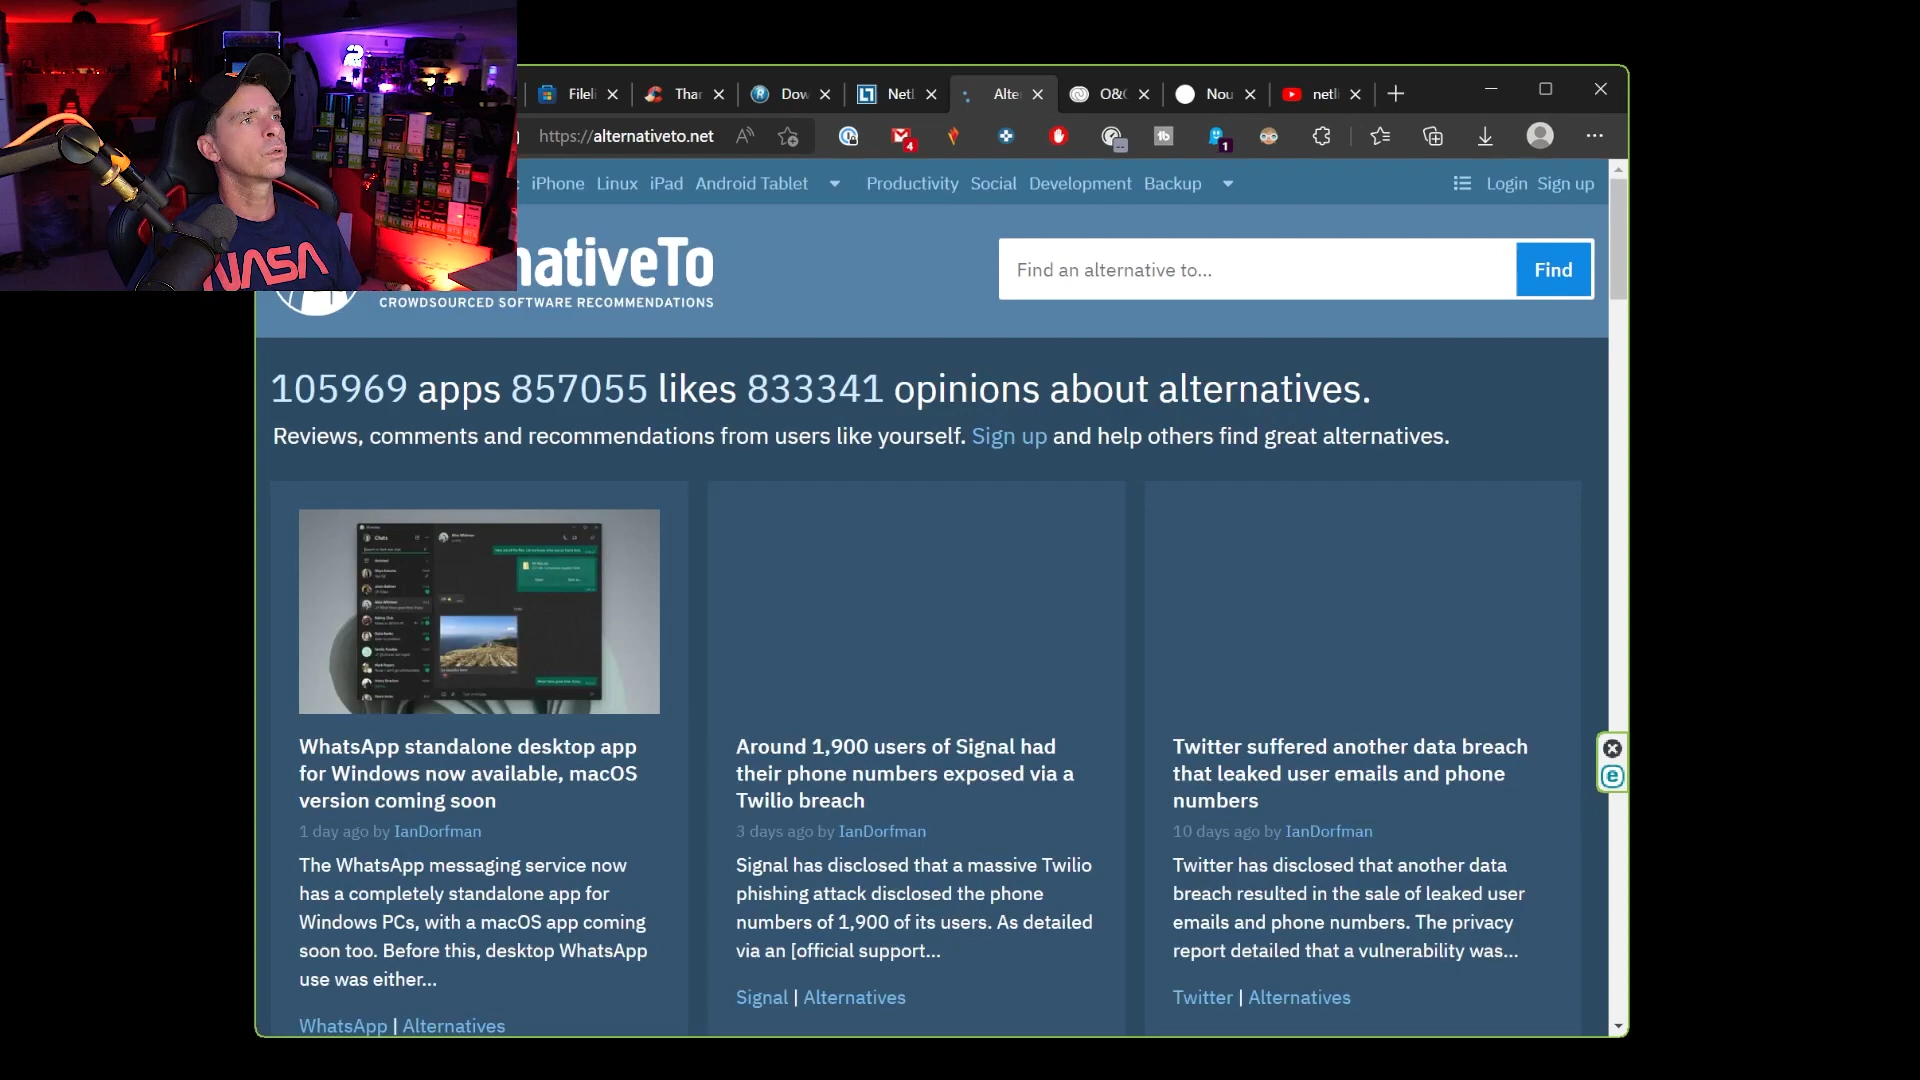 Fileli
Thar
Dow
NetL
Alte
O&C
Nou
netli
https://alternativeto.net
4
1
iPhone Linux iPad Android Tablet Productivity Social Development Backup Login Sign up
NASA
nativeTo
CROWDSOURCED SOFTWARE RECOMMENDATIONS
Find an alternative to...
Find
105969 apps 857055 likes 833341 opinions about alternatives.
Reviews, comments and recommendations from users like yourself. Sign up and help others find great alternatives.
WhatsApp standalone desktop app
for Windows now available, macOS
version coming soon
1 day ago by IanDorfman
The WhatsApp messaging service now
has a completely standalone app for
Windows PCs, with a macOS app coming
soon too. Before this, desktop WhatsApp
use was either...
WhatsApp | Alternatives
Around 1,900 users of Signal had
their phone numbers exposed via a
Twilio breach
3 days ago by IanDorfman
Signal has disclosed that a massive Twilio
phishing attack disclosed the phone
numbers of 1,900 of its users. As detailed
via an [official support...
Signal | Alternatives
Twitter suffered another data breach
that leaked user emails and phone
numbers
10 days ago by IanDorfman
Twitter has disclosed that another data
breach resulted in the sale of leaked user
emails and phone numbers. The privacy
report detailed that a vulnerability was...
Twitter | Alternatives